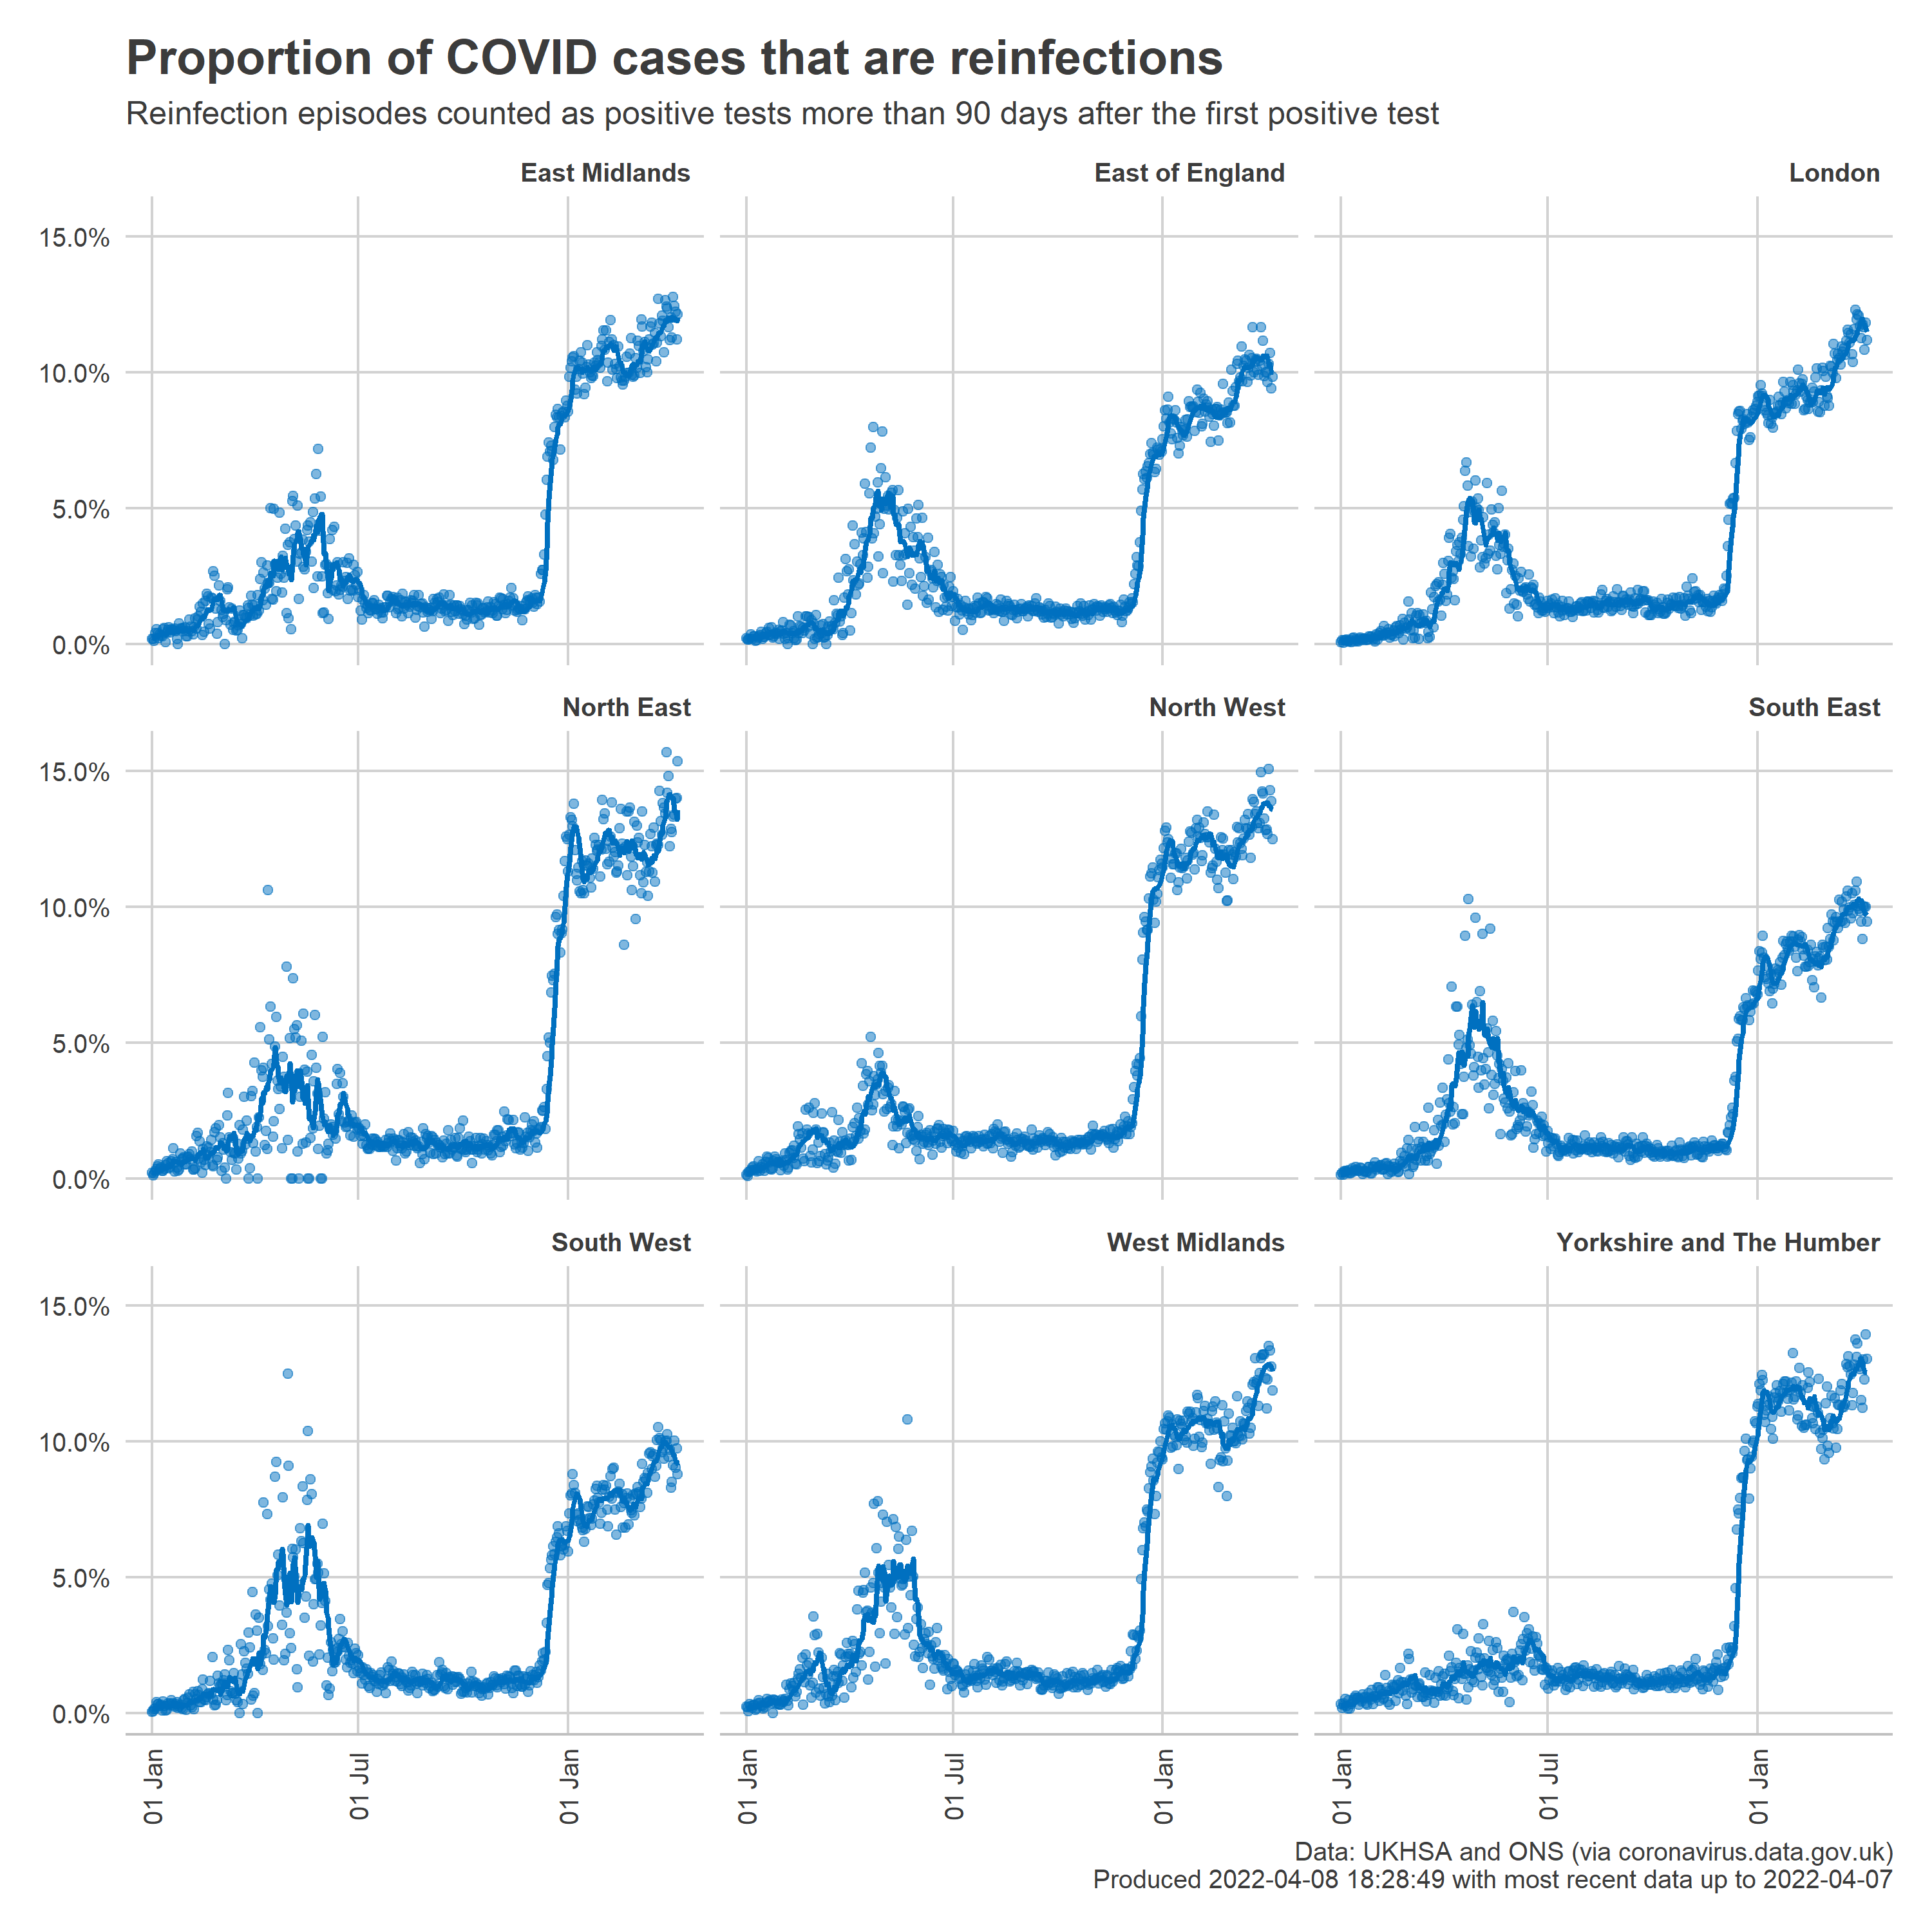 Proportion of COVID cases that are reinfections
Reinfection episodes counted as positive tests more than 90 days after the first positive test
East Midlands
East of England
London
15.0%
10.0%
5.0%
0.0%
North East
North West
South East
15.0%
10.0%
5.0%
0.0%
South West
West Midlands
Yorkshire and The Humber
15.0%
10.0%
5.0%
0.0%
01 Jan
01 Jul
01 Jan
01 Jan
01 Jul
01 Jan
01 Jan
01 Jul
01 Jan
Data: UKHSA and ONS (via coronavirus.data.gov.uk)
Produced 2022-04-08 18:28:49 with most recent data up to 2022-04-07